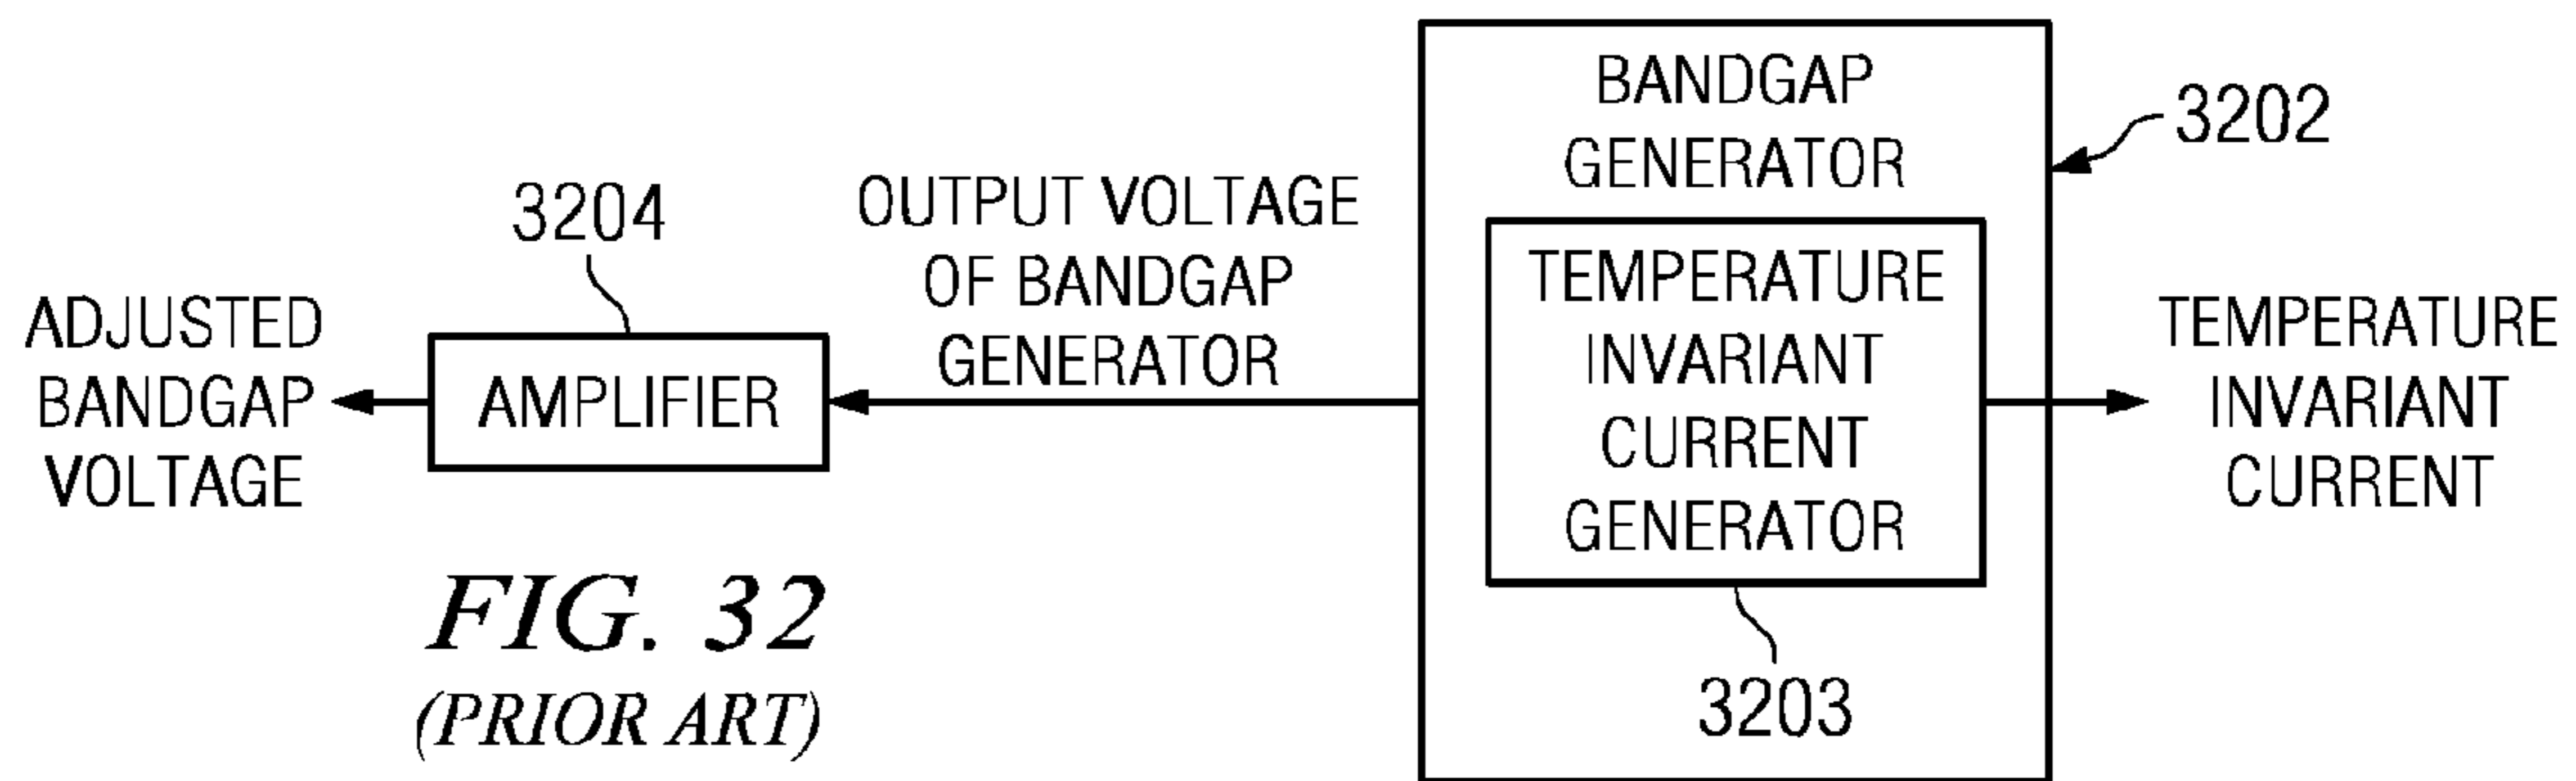 ADJUSTED
BANDGAP
VOLTAGE
3204
AMPLIFIER
OUTPUT VOLTAGE
OF BANDGAP
GENERATOR
BANDGAP
GENERATOR
3202
TEMPERATURE
INVARIANT
CURRENT
GENERATOR
3203
TEMPERATURE
INVARIANT
CURRENT
FIG. 32
(PRIOR ART)